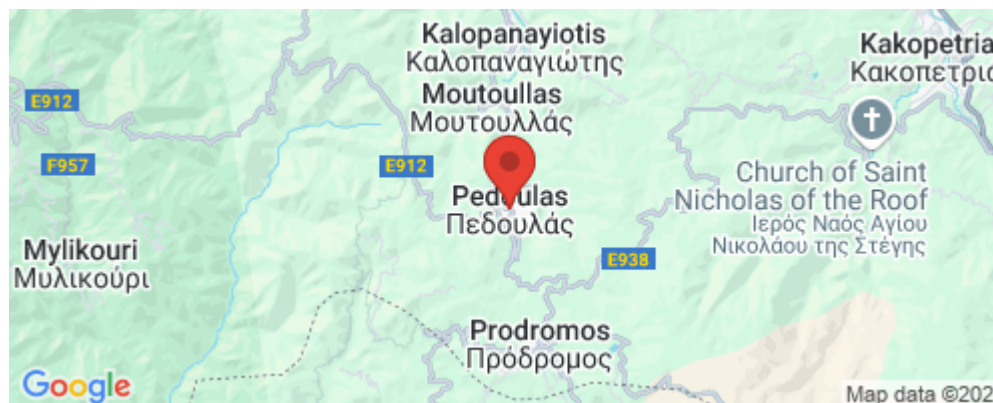 Kalopanayiotis
Καλοπαναγιώτης
Kakopetria
Κακοπετριά
E912
Moutoullas
Μουτουλλάς
F957
E912
Church of Saint
Nicholas of the Roof
Ιερός Ναός Αγίου
Νικολάου της Στέγης
Pedoulas
Πεδουλάς
Mylikouri
Μυλικούρι
E938
Prodromos
Πρόδρομος
Google
Map data ©202